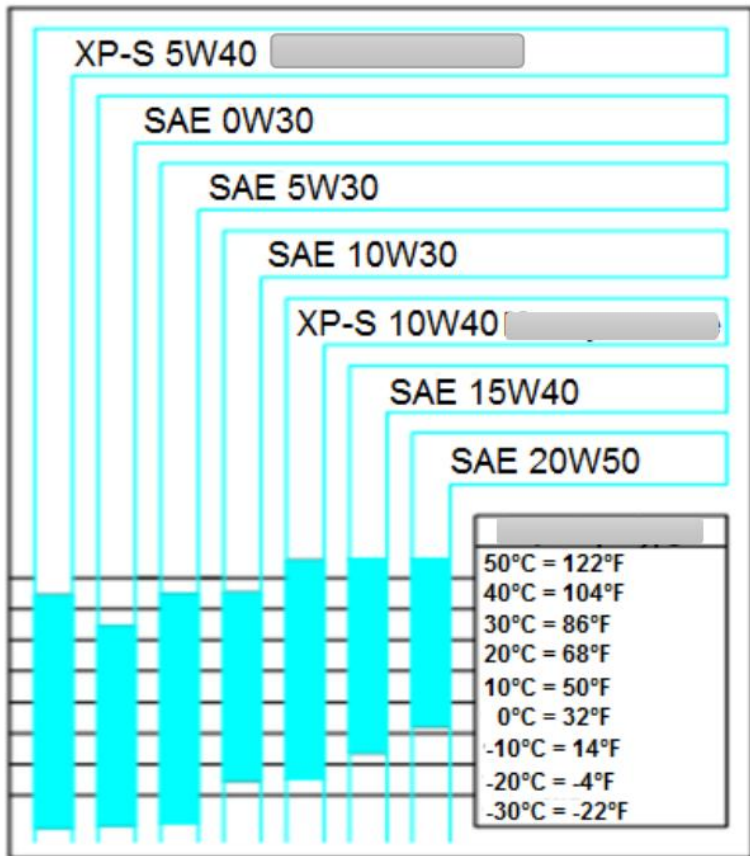 XP-S 5W40
SAE 0W30
SAE 5W30
SAE 10W30
XP-S 10W40
SAE 15W40
SAE 20W50
50°C = 122°F
40°C = 104°F
30°C = 86°F
20°C = 68°F
10°C = 50°F
0°C = 32°F
-10°C = 14°F
-20°C = -4°F
-30°C = -22°F